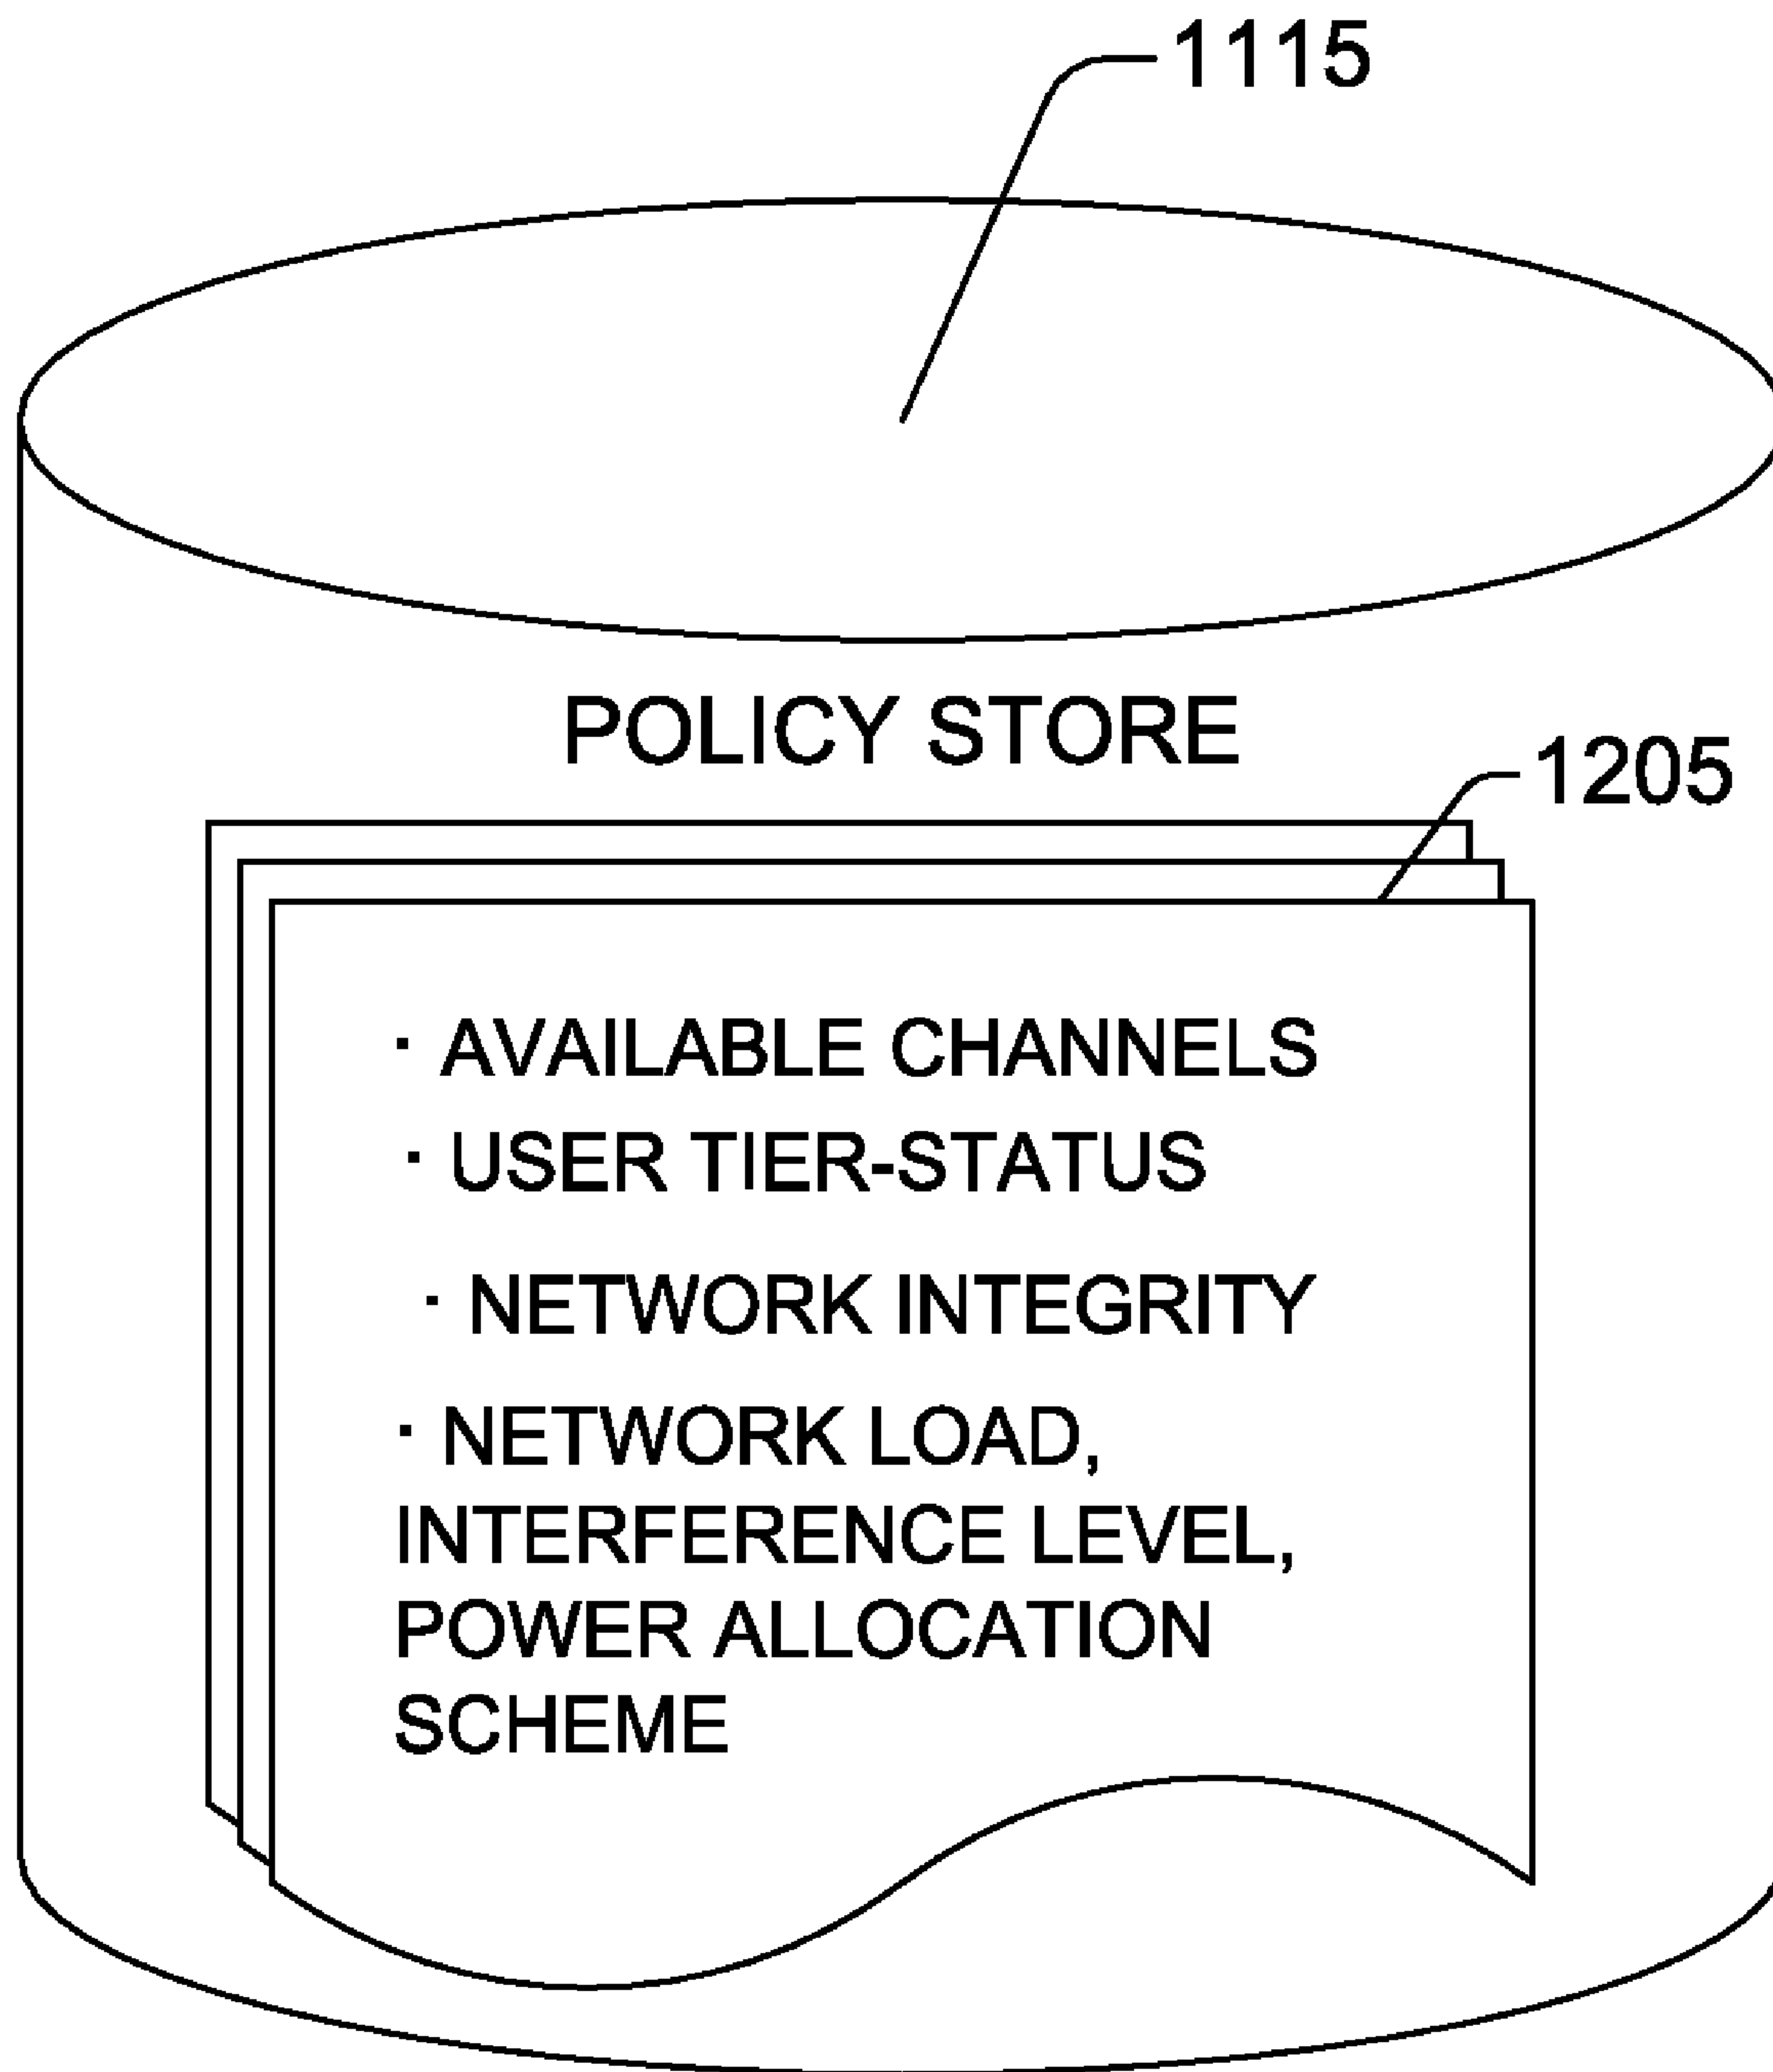 1115
POLICY STORE
1205
· AVAILABLE CHANNELS
· USER TIER-STATUS
· NETWORK INTEGRITY
· NETWORK LOAD,
INTERFERENCE LEVEL,
POWER ALLOCATION
SCHEME